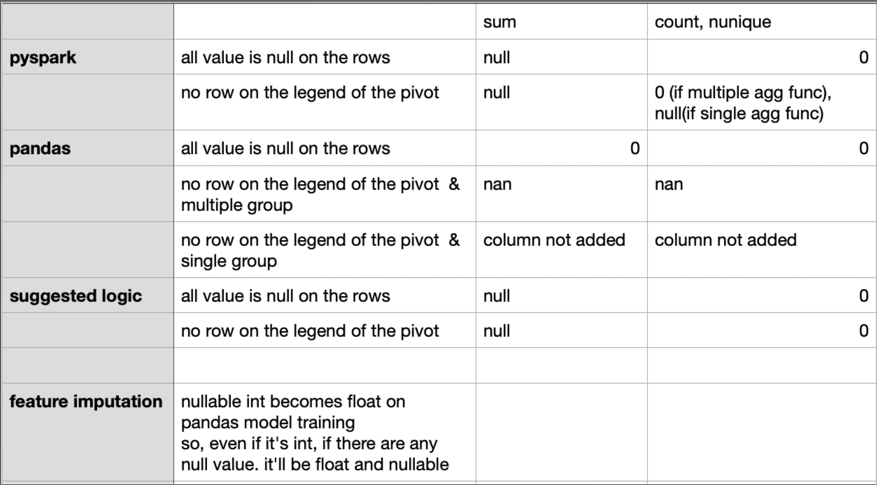 sum count, nunique
pyspark all value is null on the rows null 0
no row on the legend of the pivot null 0 (if multiple agg func),
null(if single agg func)
pandas all value is null on the rows 0 0
no row on the legend of the pivot & nan nan
multiple group
no row on the legend of the pivot & column not added column not added
single group
suggested logic all value is null on the rows null 0
no row on the legend of the pivot null 0
feature imputation nullable int becomes float on
pandas model training
so, even if it's int, if there are any
null value. it'll be float and nullable